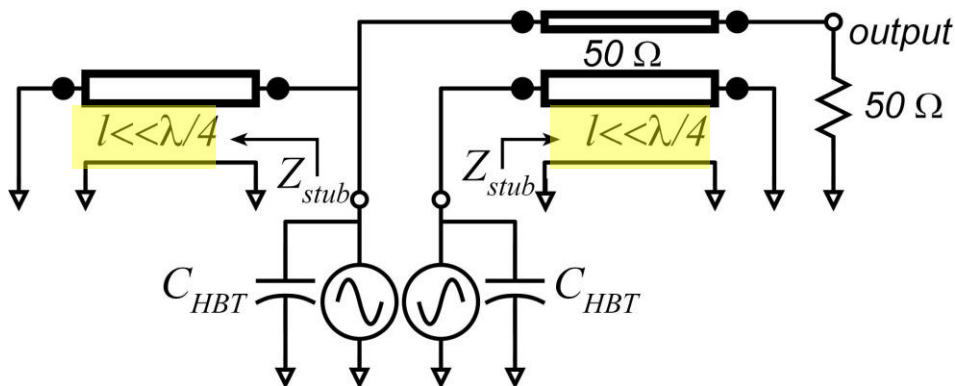 output
50 Ω
50 Ω
l<<λ/4
l<<λ/4
Z_stub
Z_stub
C_HBT
C_HBT